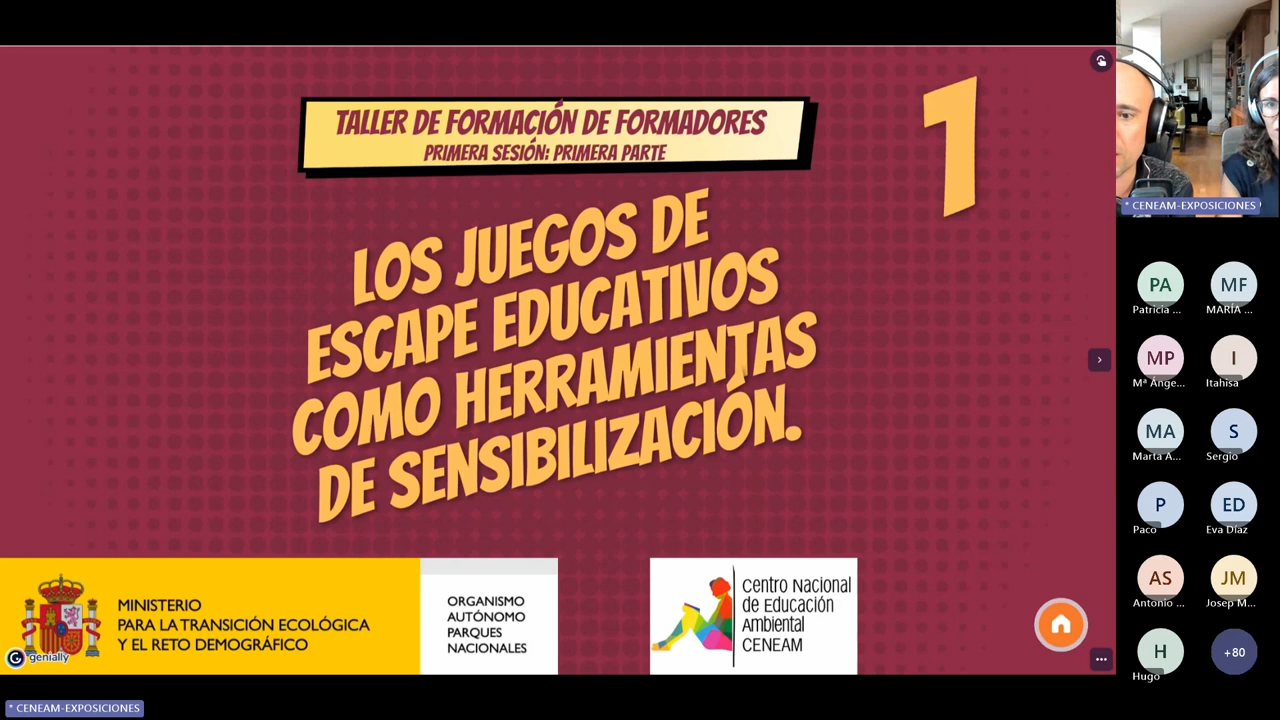 TALLER DE FORMACIÓN DE FORMADORES
PRIMERA SESIÓN: PRIMERA PARTE
1
LOS JUEGOS DE
ESCAPE EDUCATIVOS
COMO HERRAMIENTAS
DE SENSIBILIZACIÓN.
MINISTERIO
PARA LA TRANSICIÓN ECOLÓGICA
Y EL RETO DEMOGRÁFICO
ORGANISMO
AUTÓNOMO
PARQUES
NACIONALES
Centro Nacional
de Educación
Ambiental
CENEAM
genially
* CENEAM-EXPOSICIONES
* CENEAM-EXPOSICIONES
PA
Patricia ...
MF
MARÍA ...
MP
Mª Ange...
I
Itahisa
MA
Marta A...
S
Sergio
P
Paco
ED
Eva Díaz
AS
Antonio ...
JM
Josep M...
H
Hugo
+80